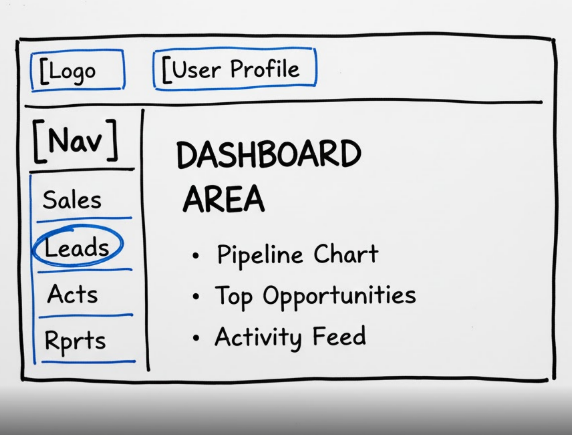 [Logo
[User Profile
[Nav]
Sales
Leads
Acts
Rprts
DASHBOARD
AREA
• Pipeline Chart
• Top Opportunities
• Activity Feed